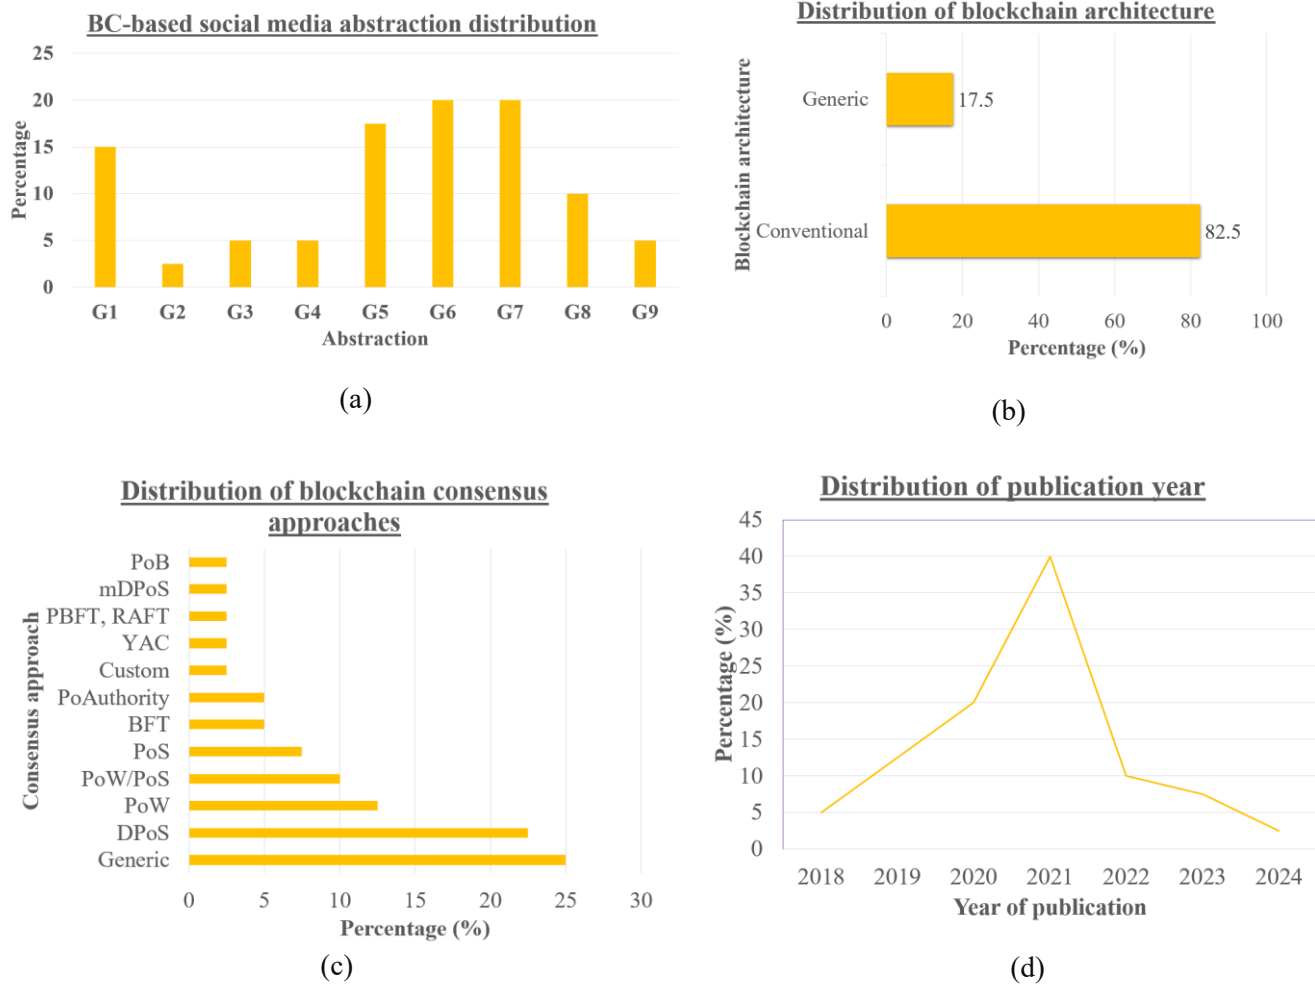 BC-based social media abstraction distribution
25
20
15
10
5
0
Percentage
G1 G2 G3 G4 G5 G6 G7 G8 G9
Abstraction
(a)
Distribution of blockchain architecture
Blockchain architecture
Generic 17.5
Conventional 82.5
0 20 40 60 80 100
Percentage (%)
(b)
Distribution of blockchain consensus
approaches
Consensus approach
PoB
mDPoS
PBFT, RAFT
YAC
Custom
PoAuthority
BFT
PoS
PoW/PoS
PoW
DPoS
Generic
0 5 10 15 20 25 30
Percentage (%)
(c)
Distribution of publication year
45
40
35
30
25
20
15
10
5
0
Percentage (%)
2018 2019 2020 2021 2022 2023 2024
Year of publication
(d)